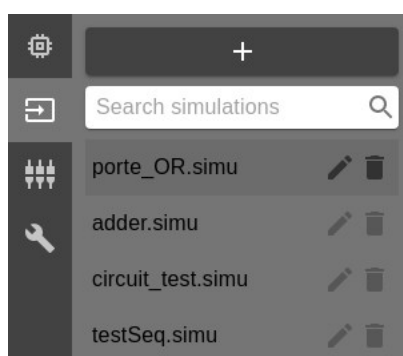 +
Search simulations
porte_OR.simu
adder.simu
circuit_test.simu
testSeq.simu